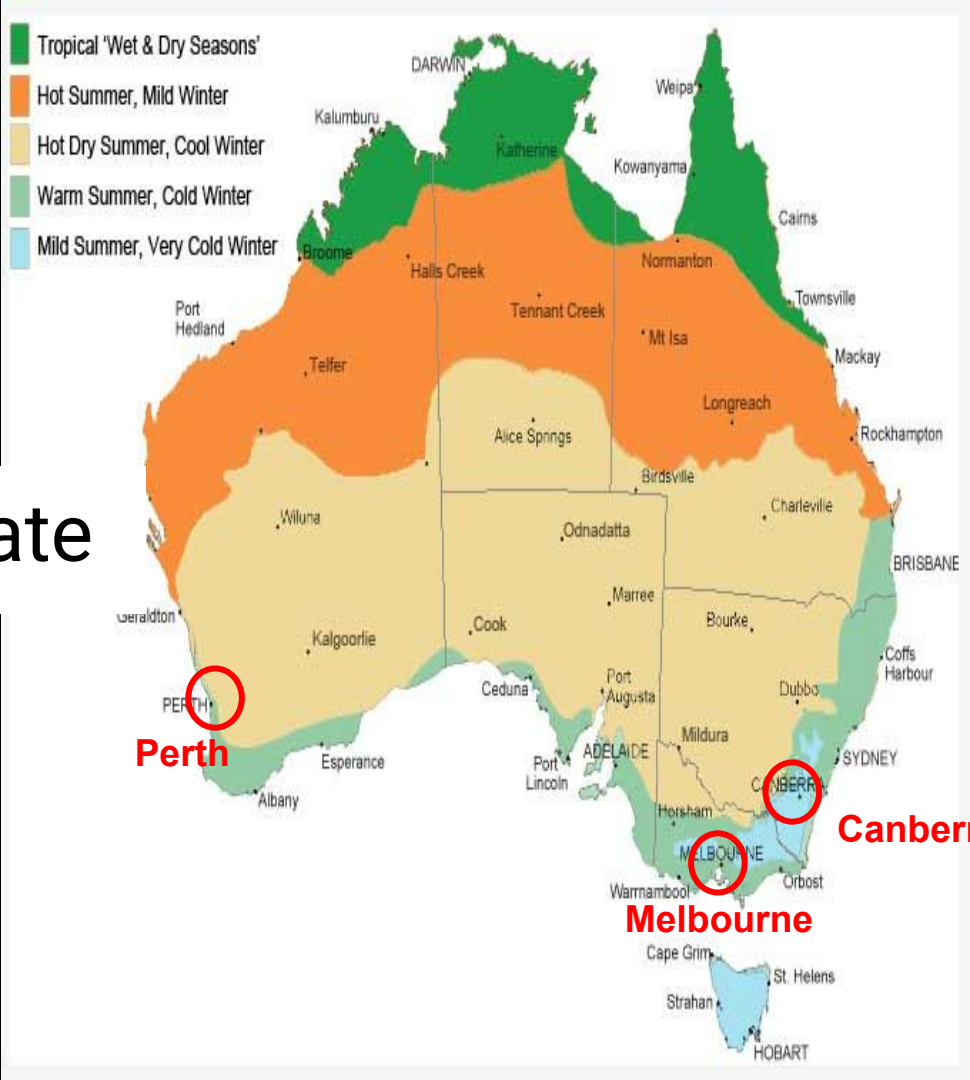 Tropical 'Wet & Dry Seasons'
Hot Summer, Mild Winter
Hot Dry Summer, Cool Winter
Warm Summer, Cold Winter
Mild Summer, Very Cold Winter
DARWIN
Weipa
Kalumburu
Katherine
Kowanyama
Cairns
Broome
Halls Creek
Normanton
Port
Hedland
Tennant Creek
Townsville
Mt Isa
Telfer
Mackay
Longreach
Alice Springs
Rockhampton
Birdsville
Wiluna
Charleville
ate
Odnadatta
BRISBANE
Geraldton
Marree
Cook
Bourke
Kalgoorlie
Coffs
Harbour
Ceduna
Port
Augusta
Dubbo
PERTH
Perth
Mildura
ADELAIDE
Port
Lincoln
SYDNEY
Esperance
CANBERRA
Albany
Horsham
Canberr
MELBOURNE
Orbost
Warrnambool
Melbourne
Cape Grim
St. Helens
Strahan
HOBART